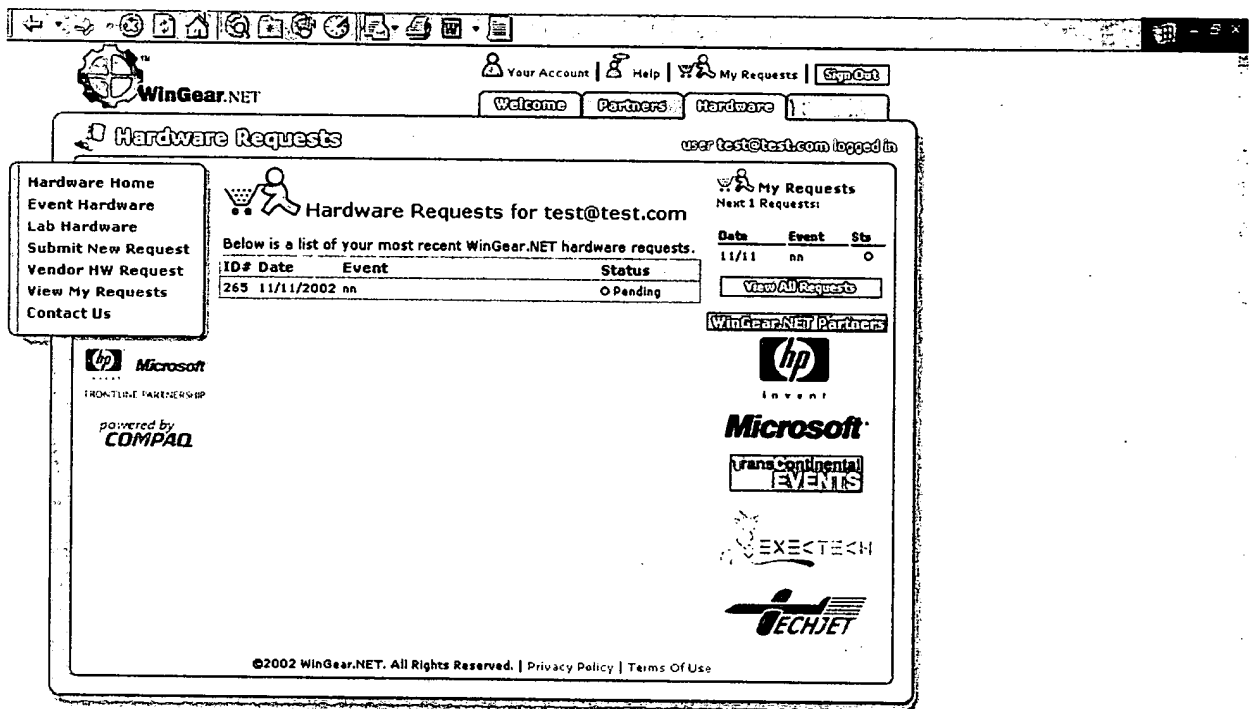 Your Account | Help | My Requests | Sign Out
WinGear.NET™
Welcome Partners Hardware
Hardware Requests
user test@test.com logged in
Hardware Home
Event Hardware
Lab Hardware
Submit New Request
Vendor HW Request
View My Requests
Contact Us
hp Microsoft
invent
FRONTLINE PARTNERSHIP
powered by
COMPAQ
Hardware Requests for test@test.com
Below is a list of your most recent WinGear.NET hardware requests.
ID# Date Event Status
265 11/11/2002 nn Pending
My Requests
Next 1 Requests:
Date Event Sts
11/11 nn O
View All Requests
WinGear.NET Partners
hp
invent
Microsoft
TransContinental
EVENTS
EXECTECH
TECHJET
©2002 WinGear.NET. All Rights Reserved. | Privacy Policy | Terms Of Use